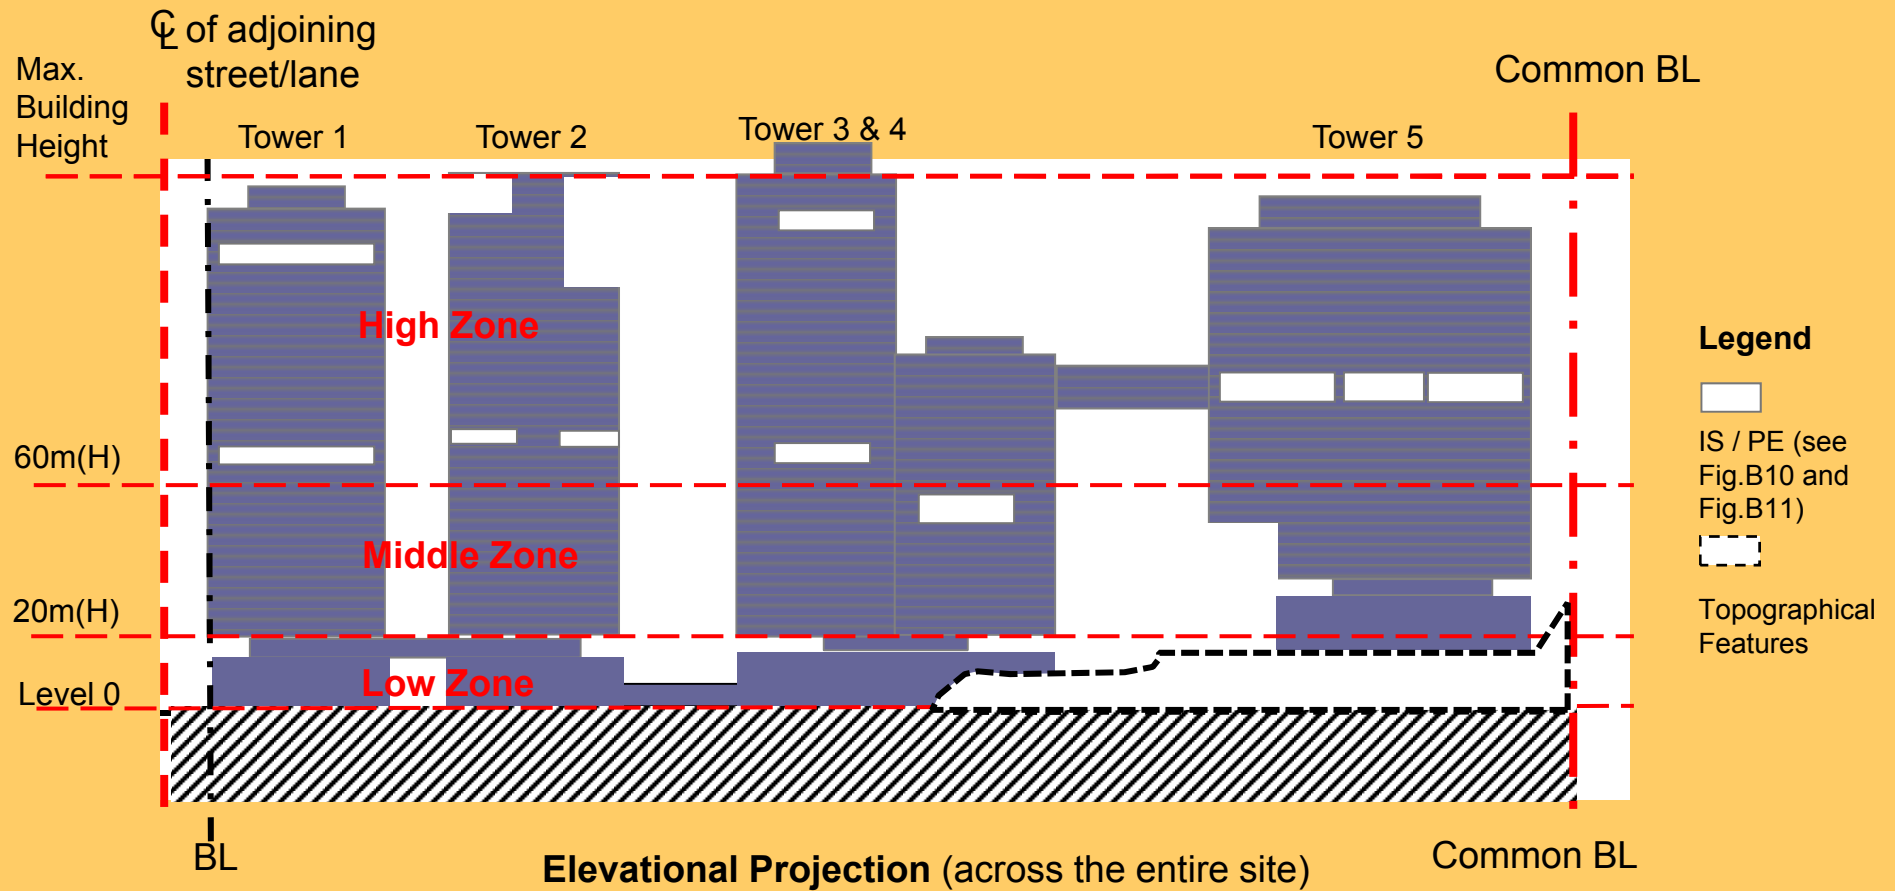 ℄ of adjoining
street/lane
Max.
Building
Height
Common BL
Tower 1
Tower 2
Tower 3 & 4
Tower 5
High Zone
Legend
60m(H)
IS / PE (see
Fig.B10 and
Fig.B11)
Middle Zone
20m(H)
Topographical
Features
Low Zone
Level 0
BL
Common BL
Elevational Projection (across the entire site)